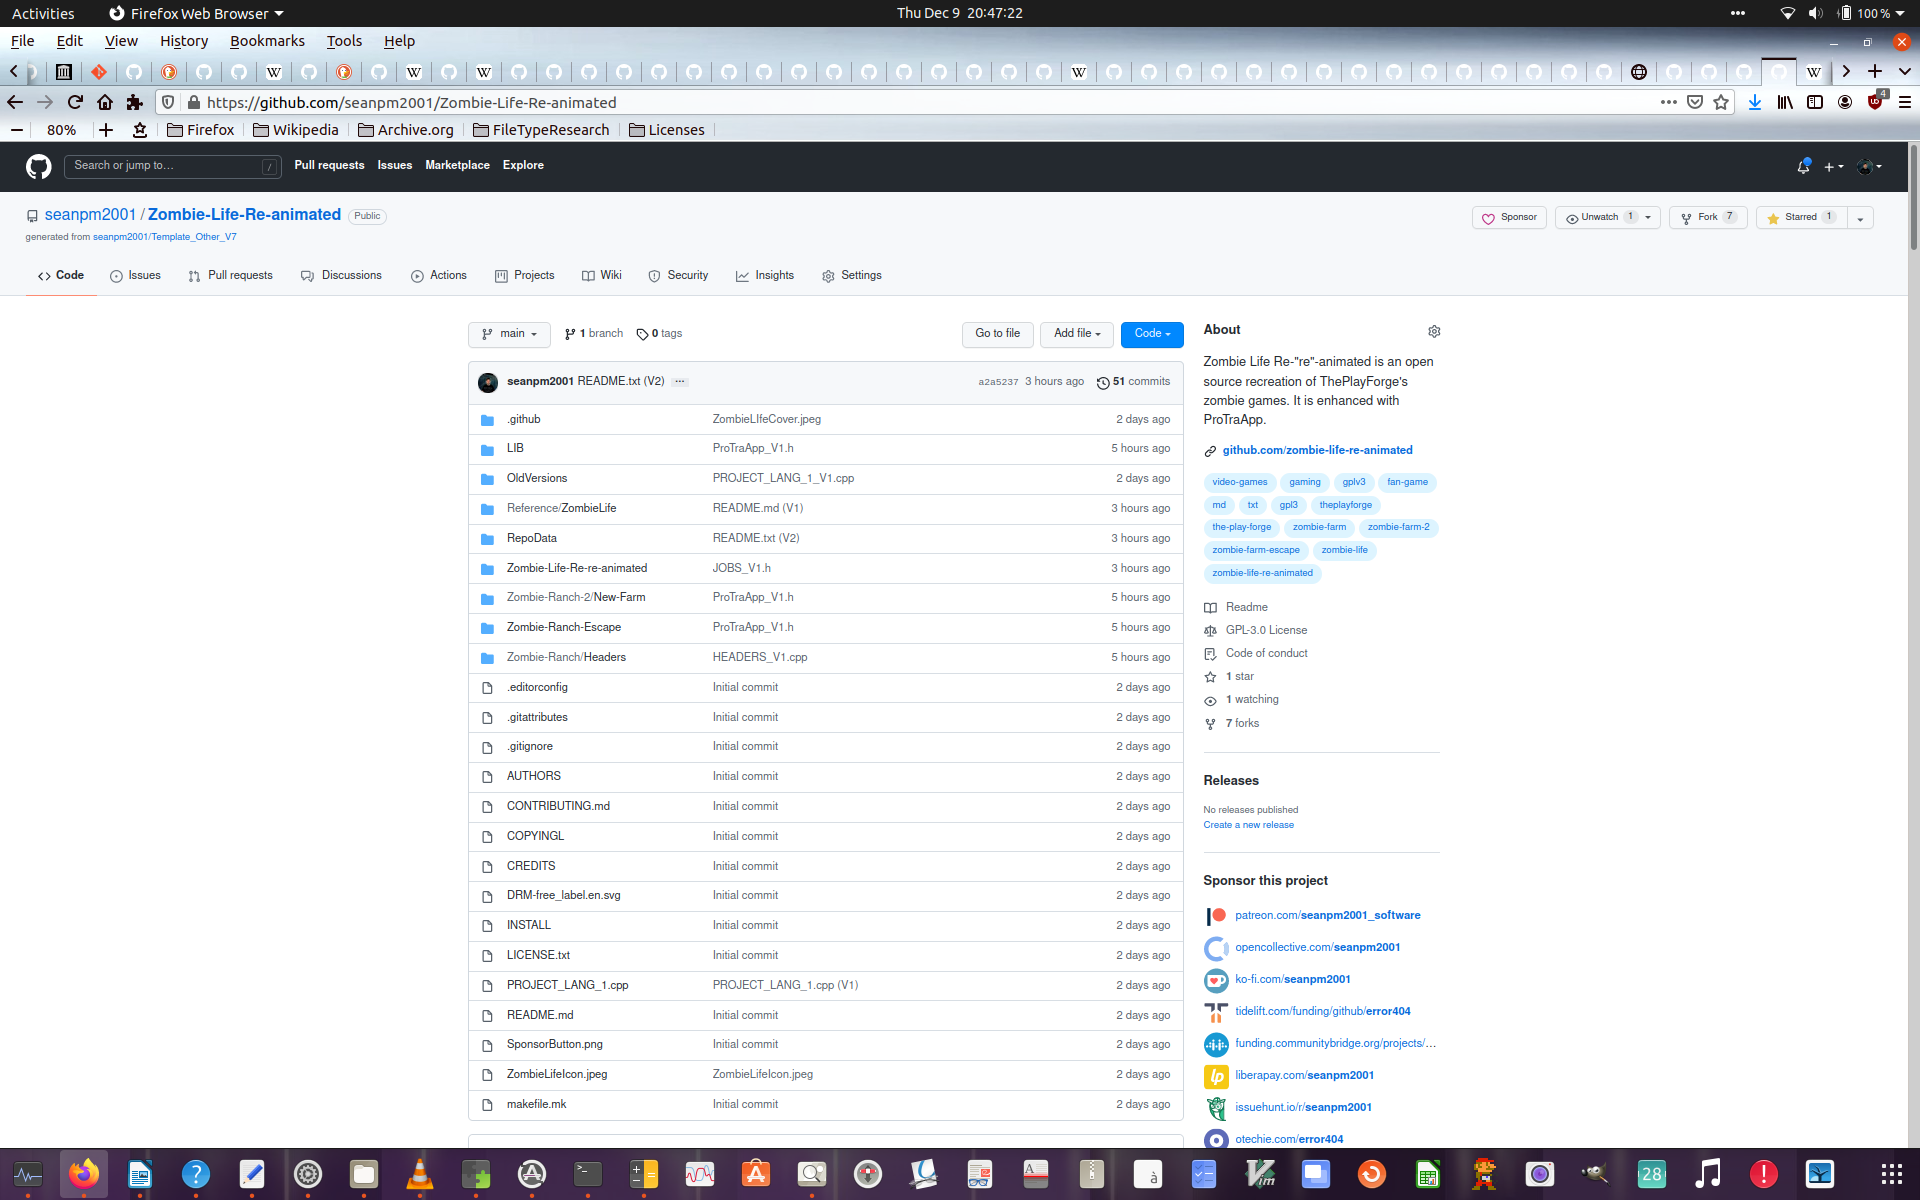 Activities Firefox Web Browser Thu Dec 9 20:47:22 100 %
File Edit View History Bookmarks Tools Help
https://github.com/seanpm2001/Zombie-Life-Re-animated 4
80% Firefox Wikipedia Archive.org FileTypeResearch Licenses
Search or jump to… / Pull requests Issues Marketplace Explore
seanpm2001 / Zombie-Life-Re-animated Public Sponsor Unwatch 1 Fork 7 Starred 1
generated from seanpm2001/Template_Other_V7
Code Issues Pull requests Discussions Actions Projects Wiki Security Insights Settings
main 1 branch 0 tags Go to file Add file Code
seanpm2001 README.txt (V2) ... a2a5237 3 hours ago 51 commits
.github ZombieLIfeCover.jpeg 2 days ago
LIB ProTraApp_V1.h 5 hours ago
OldVersions PROJECT_LANG_1_V1.cpp 2 days ago
Reference/ZombieLife README.md (V1) 3 hours ago
RepoData README.txt (V2) 3 hours ago
Zombie-Life-Re-re-animated JOBS_V1.h 3 hours ago
Zombie-Ranch-2/New-Farm ProTraApp_V1.h 5 hours ago
Zombie-Ranch-Escape ProTraApp_V1.h 5 hours ago
Zombie-Ranch/Headers HEADERS_V1.cpp 5 hours ago
.editorconfig Initial commit 2 days ago
.gitattributes Initial commit 2 days ago
.gitignore Initial commit 2 days ago
AUTHORS Initial commit 2 days ago
CONTRIBUTING.md Initial commit 2 days ago
COPYINGL Initial commit 2 days ago
CREDITS Initial commit 2 days ago
DRM-free_label.en.svg Initial commit 2 days ago
INSTALL Initial commit 2 days ago
LICENSE.txt Initial commit 2 days ago
PROJECT_LANG_1.cpp PROJECT_LANG_1.cpp (V1) 2 days ago
README.md Initial commit 2 days ago
SponsorButton.png Initial commit 2 days ago
ZombieLifeIcon.jpeg ZombieLifeIcon.jpeg 2 days ago
makefile.mk Initial commit 2 days ago
About
Zombie Life Re-"re"-animated is an open
source recreation of ThePlayForge's
zombie games. It is enhanced with
ProTraApp.
github.com/zombie-life-re-animated
video-games gaming gplv3 fan-game
md txt gpl3 theplayforge
the-play-forge zombie-farm zombie-farm-2
zombie-farm-escape zombie-life
zombie-life-re-animated
Readme
GPL-3.0 License
Code of conduct
1 star
1 watching
7 forks
Releases
No releases published
Create a new release
Sponsor this project
patreon.com/seanpm2001_software
opencollective.com/seanpm2001
ko-fi.com/seanpm2001
tidelift.com/funding/github/error404
funding.communitybridge.org/projects/…
liberapay.com/seanpm2001
issuehunt.io/r/seanpm2001
otechie.com/error404
28